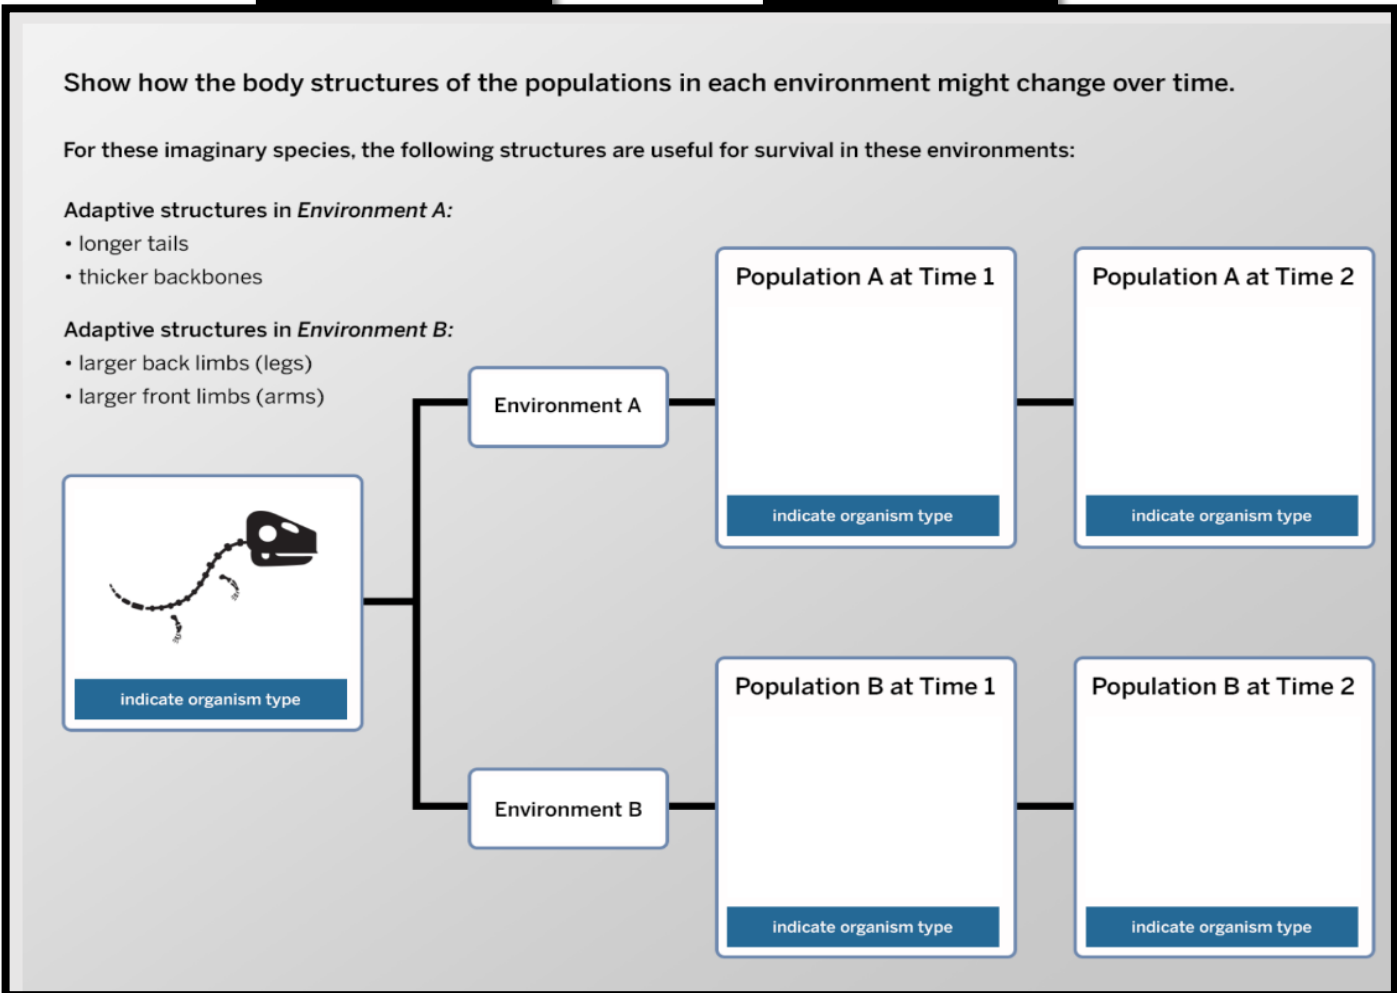 Show how the body structures of the populations in each environment might change over time.
For these imaginary species, the following structures are useful for survival in these environments:
Adaptive structures in Environment A:
• longer tails
• thicker backbones
Adaptive structures in Environment B:
• larger back limbs (legs)
• larger front limbs (arms)
indicate organism type
Environment A
Population A at Time 1
indicate organism type
Population A at Time 2
indicate organism type
Environment B
Population B at Time 1
indicate organism type
Population B at Time 2
indicate organism type